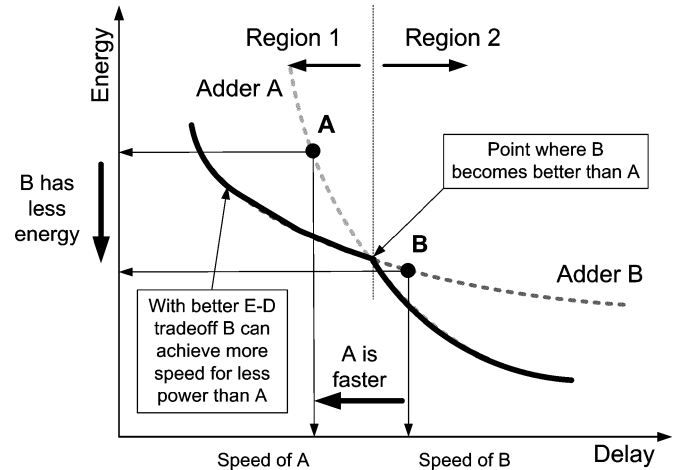 Energy
Region 1
Region 2
Adder A
A
Point where B
becomes better than A
B has
less
energy
B
Adder B
With better E-D
tradeoff B can
achieve more
speed for less
power than A
A is
faster
Speed of A
Speed of B
Delay